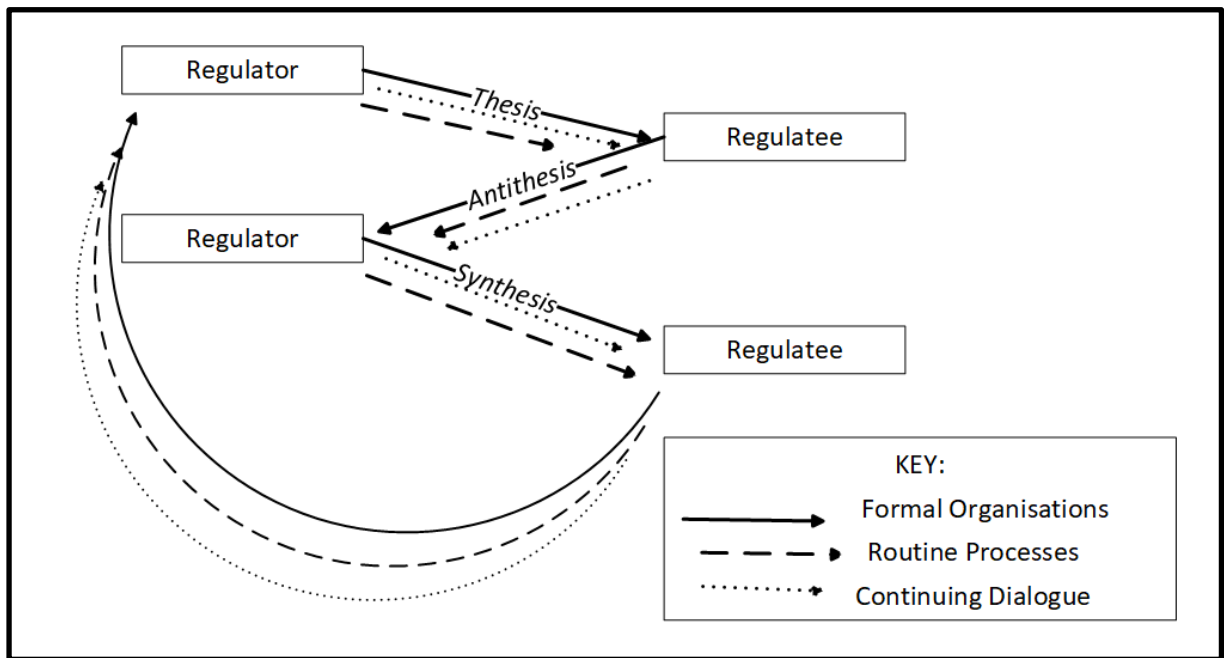 Regulator
Thesis
Regulatee
Antithesis
Regulator
Synthesis
Regulatee
KEY:
Formal Organisations
Routine Processes
Continuing Dialogue